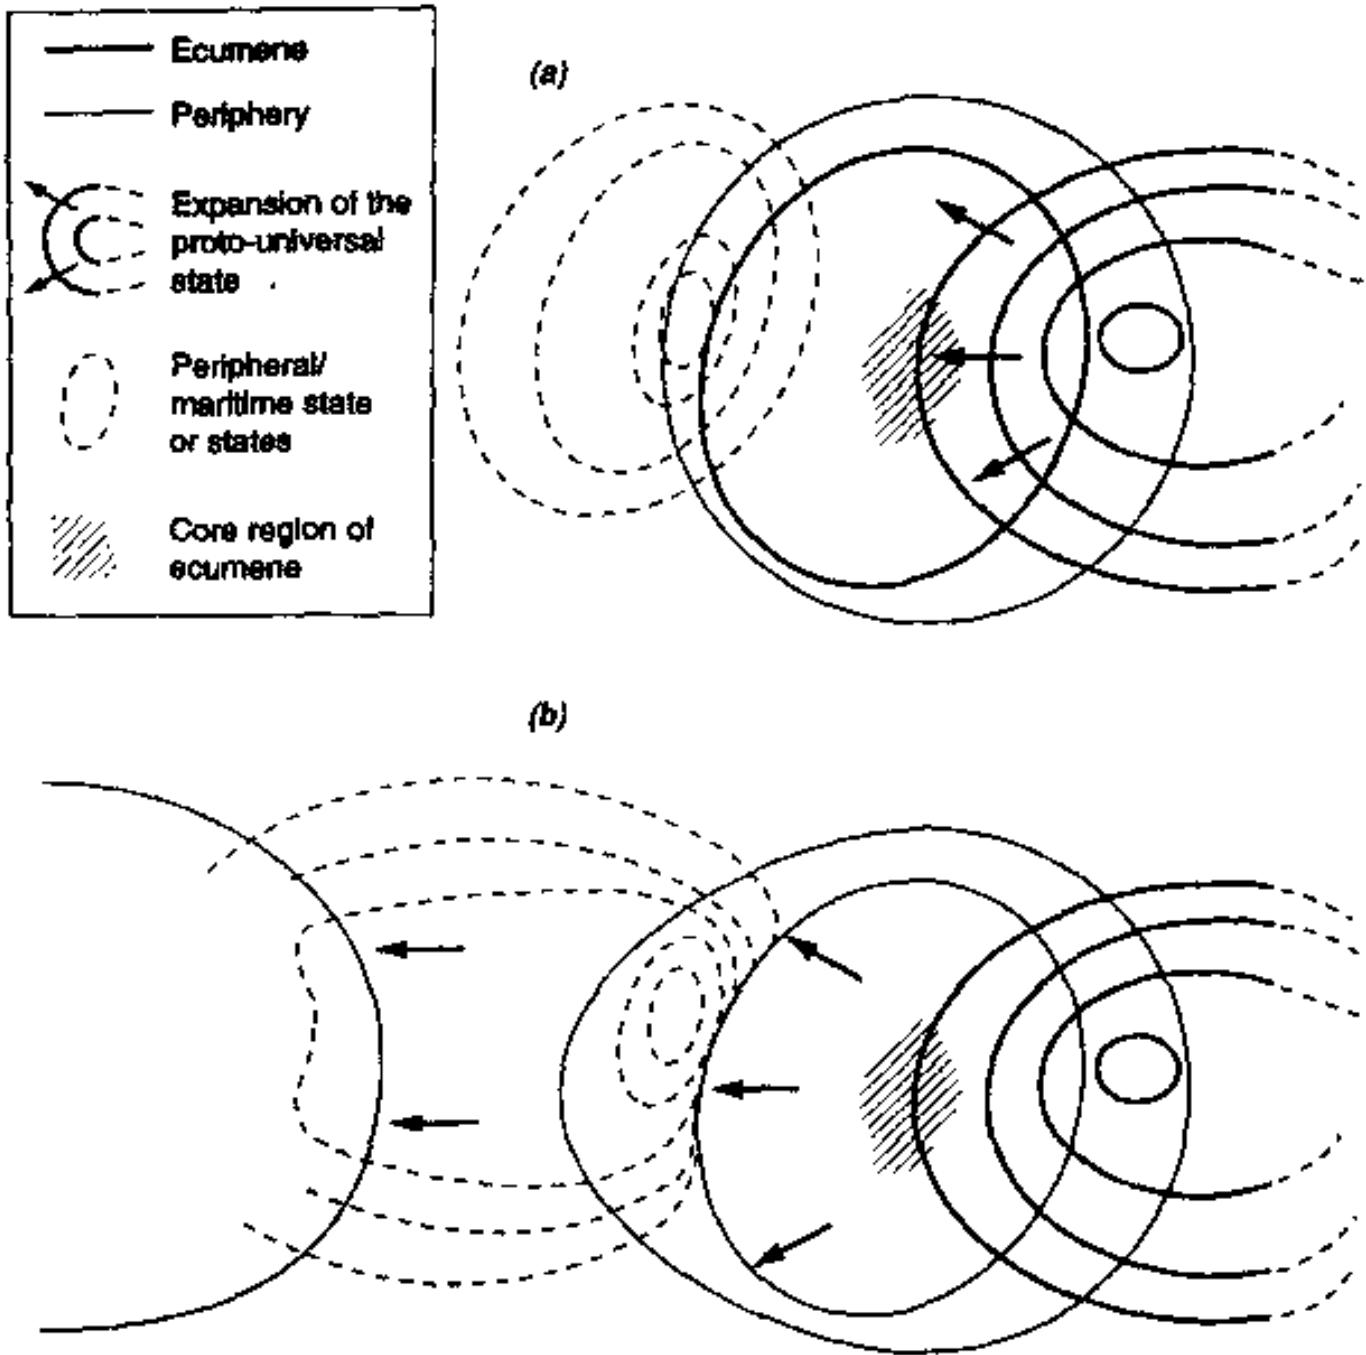 Ecumene
Periphery
Expansion of the
proto-universal
state
Peripheral/
maritime state
or states
Core region of
ecumene
(a)
(b)